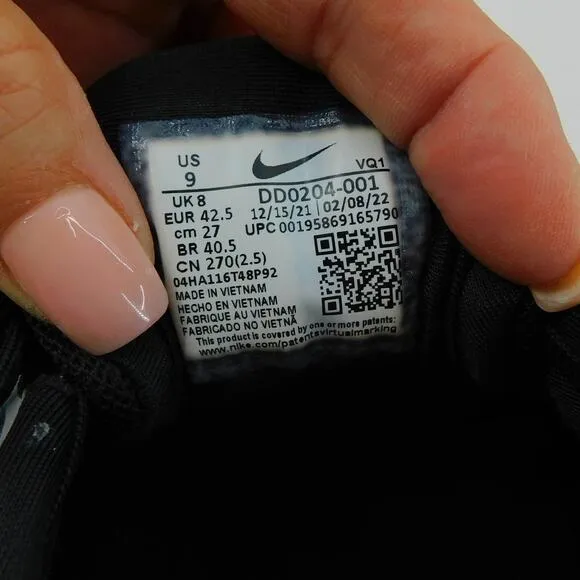 US
9
VQ1
UK 8
DD0204-001
EUR 42.5
12/15/21 | 02/08/22
cm 27
UPC 00195869165790
BR 40.5
CN 270(2.5)
04HA116T48P92
MADE IN VIETNAM
HECHO EN VIETNAM
FABRIQUE AU VIETNAM
FABRICADO NO VIETNÃ
This product is covered by one or more patents:
www.nike.com/patentsvirtualmarking